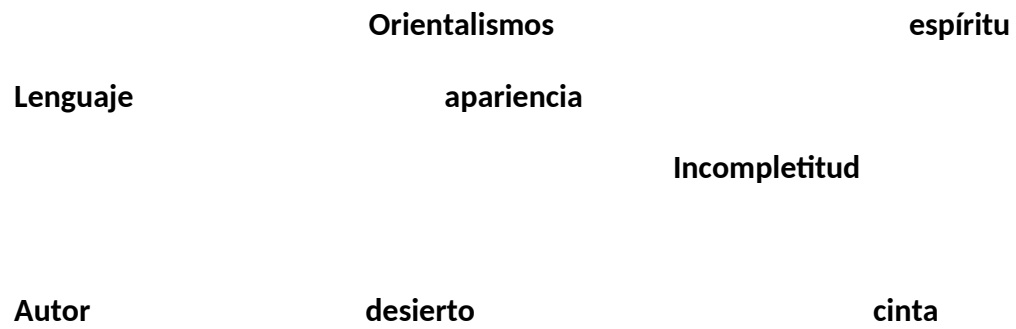 Orientalismos espíritu
Lenguaje apariencia
Incompletitud
Autor desierto cinta